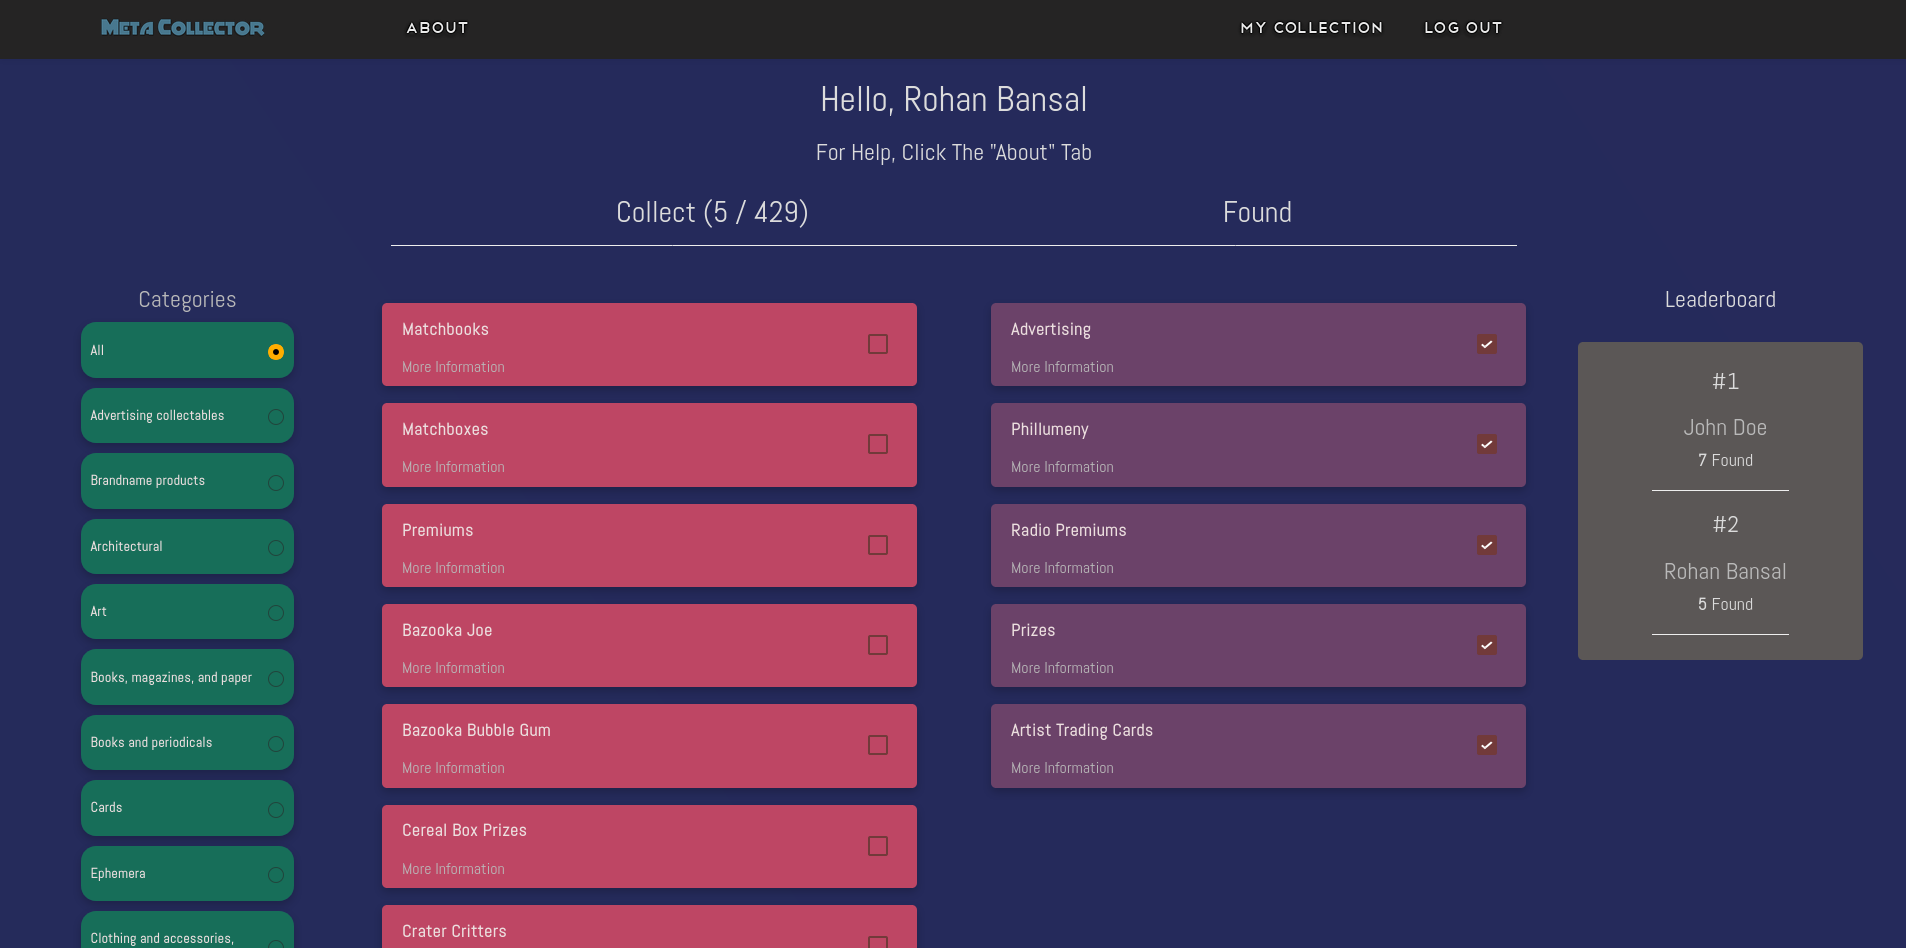 Meta Collector
ABOUT
MY COLLECTION
LOG OUT
Hello, Rohan Bansal
For Help, Click The "About" Tab
Collect (5 / 429)
Found
Categories
All
Advertising collectables
Brandname products
Architectural
Art
Books, magazines, and paper
Books and periodicals
Cards
Ephemera
Clothing and accessories,
Matchbooks
More Information
Matchboxes
More Information
Premiums
More Information
Bazooka Joe
More Information
Bazooka Bubble Gum
More Information
Cereal Box Prizes
More Information
Crater Critters
Advertising
More Information
Phillumeny
More Information
Radio Premiums
More Information
Prizes
More Information
Artist Trading Cards
More Information
Leaderboard
#1
John Doe
7 Found
#2
Rohan Bansal
5 Found